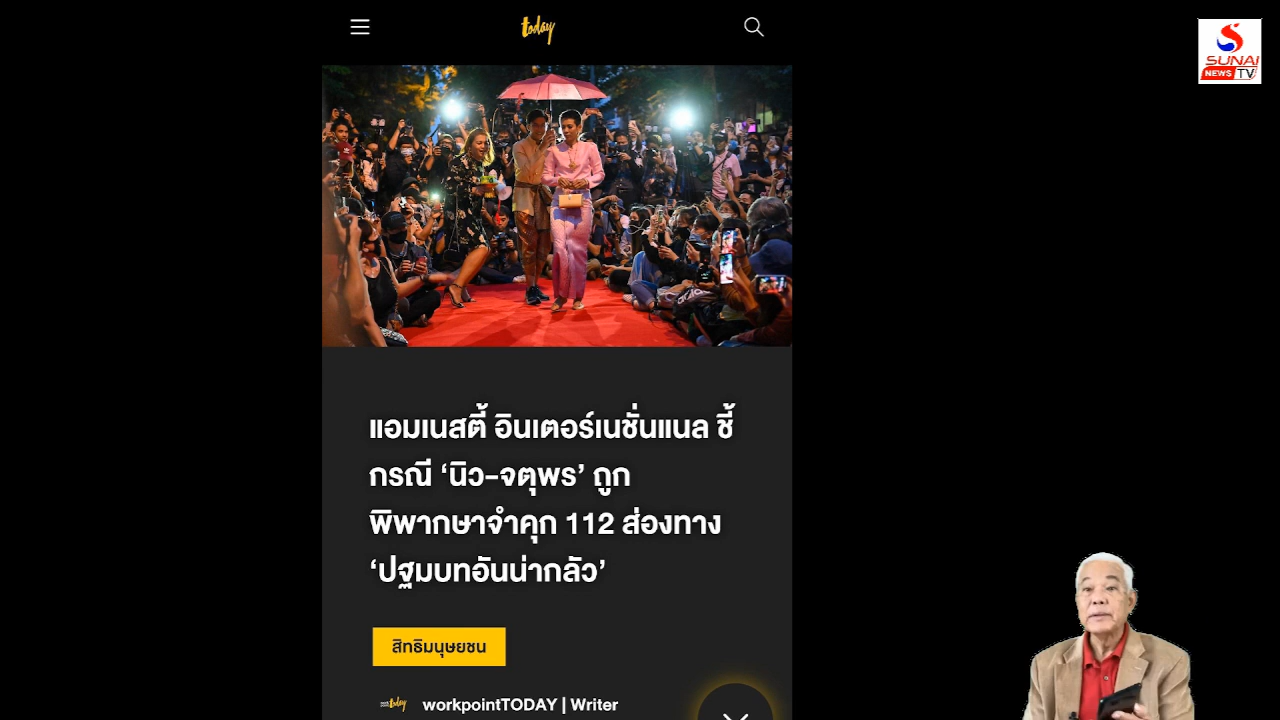 today
SUNAI
NEWS TV
แอมเนสตี้ อินเตอร์เนชั่นแนล ชี้
กรณี ‘นิว-จตุพร’ ถูก
พิพากษาจำคุก 112 ส่องทาง
‘ปฐมบทอันน่ากลัว’
สิทธิมนุษยชน
today
workpointTODAY | Writer